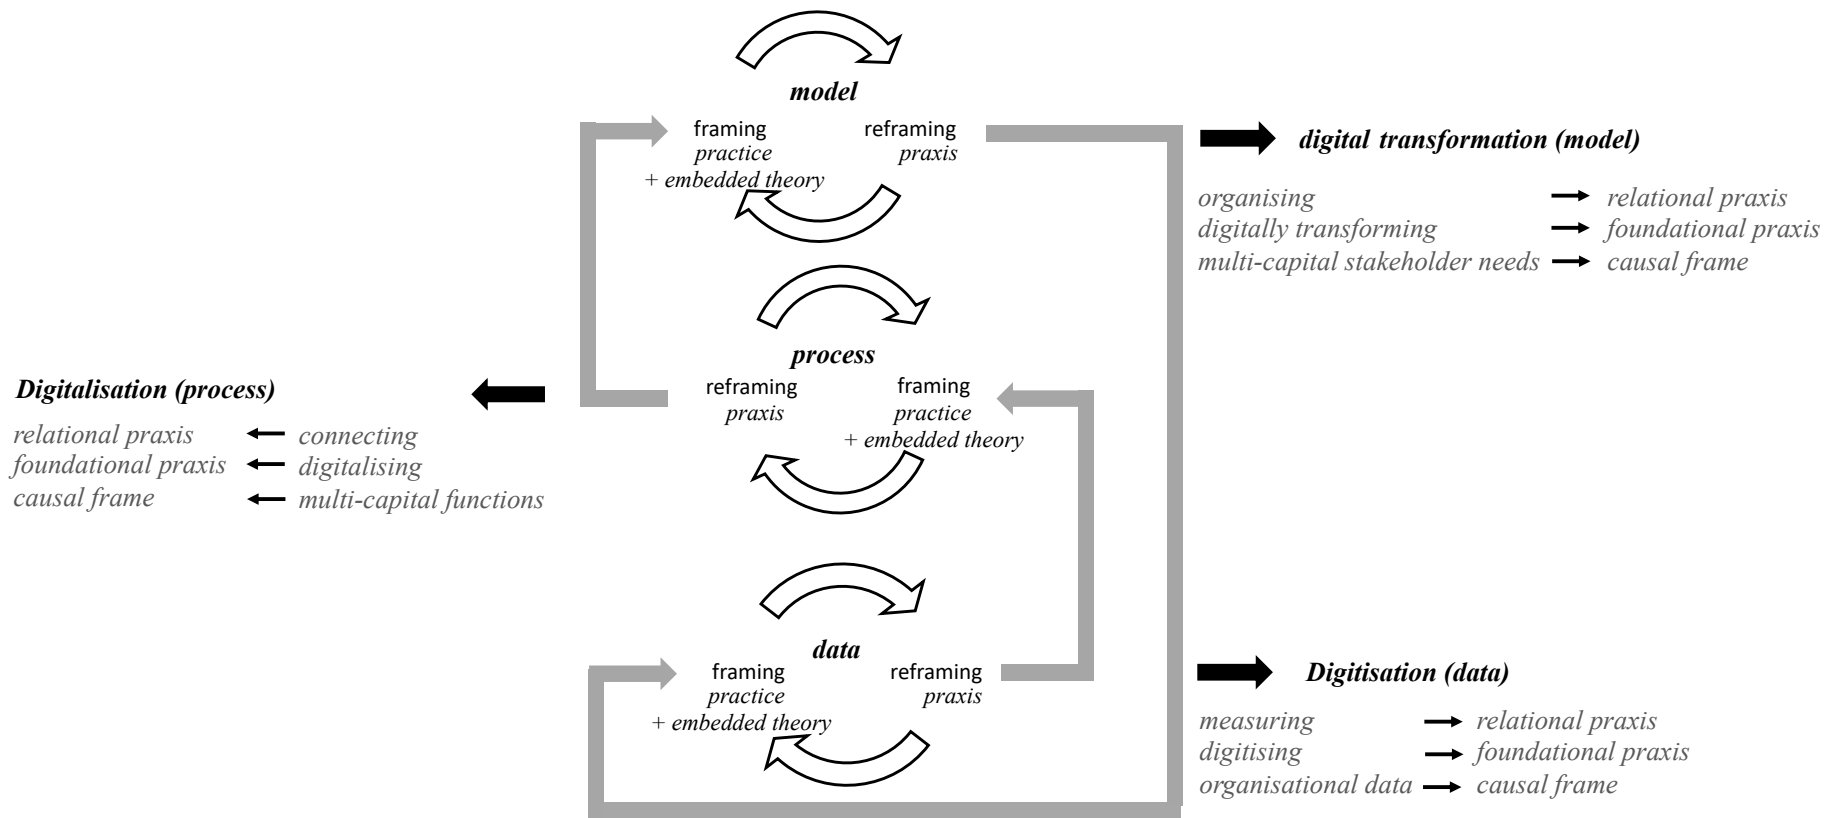 model
framing
practice
+ embedded theory
reframing
praxis
digital transformation (model)
organising relational praxis
digitally transforming foundational praxis
multi-capital stakeholder needs causal frame
process
reframing
praxis
framing
practice
+ embedded theory
Digitalisation (process)
relational praxis connecting
foundational praxis digitalising
causal frame multi-capital functions
data
framing
practice
+ embedded theory
reframing
praxis
Digitisation (data)
measuring relational praxis
digitising foundational praxis
organisational data causal frame